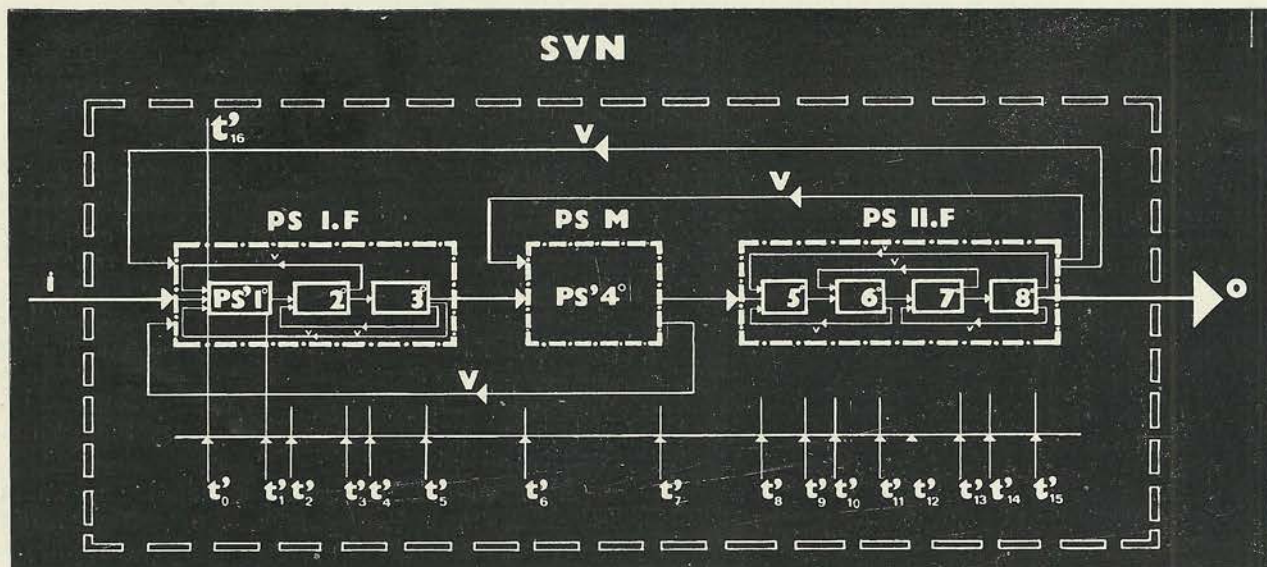 SVN
t'₁₆
V
V
PS I.F PS M PS II.F
v v
i v
PS'1° 2° 3° PS'4° 5° 6° 7° 8° o
v v v v
V
t'₀ t'₁ t'₂ t'₃ t'₄ t'₅ t'₆ t'₇ t'₈ t'₉ t'₁₀ t'₁₁ t'₁₂ t'₁₃ t'₁₄ t'₁₅